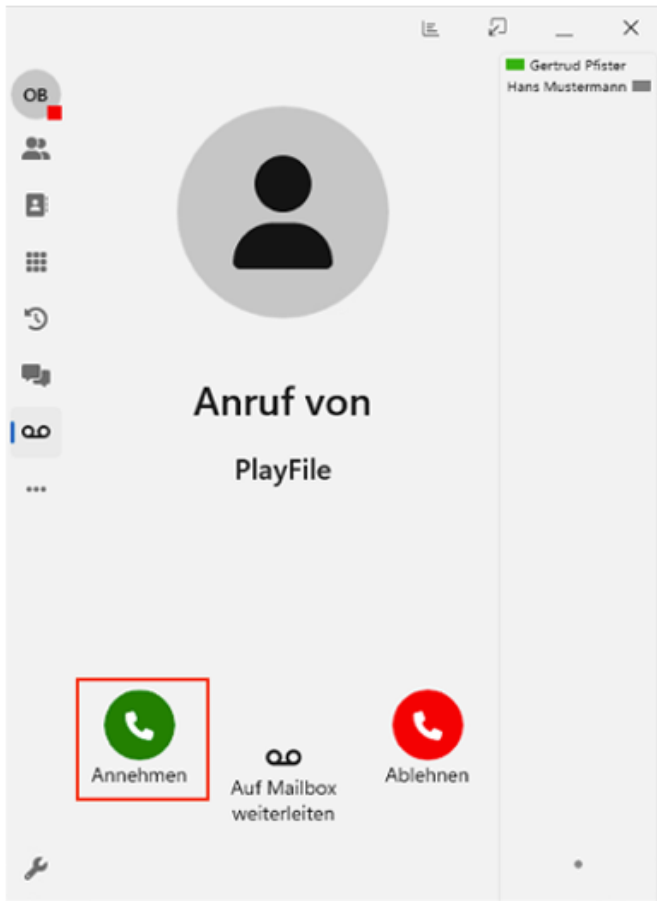 OB
Gertrud Pfister
Hans Mustermann
Anruf von
PlayFile
Annehmen
Auf Mailbox
weiterleiten
Ablehnen